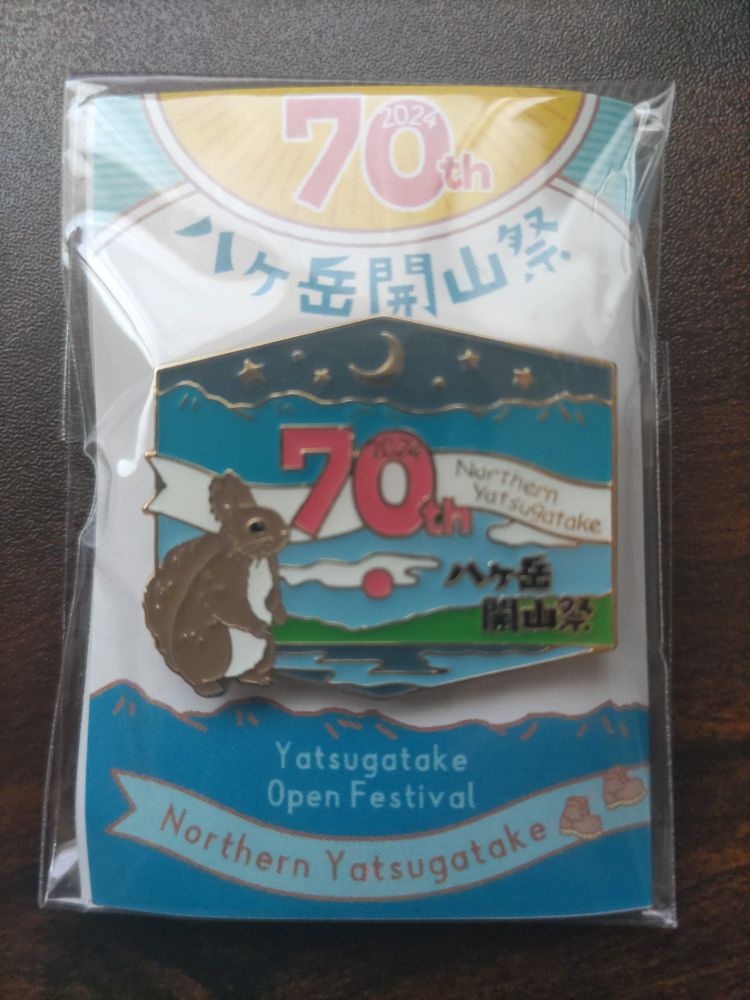 2024
70th
八ヶ岳開山祭
2024
70th
Northern
Yatsugatake
八ヶ岳
開山祭
Yatsugatake
Open Festival
Northern Yatsugatake